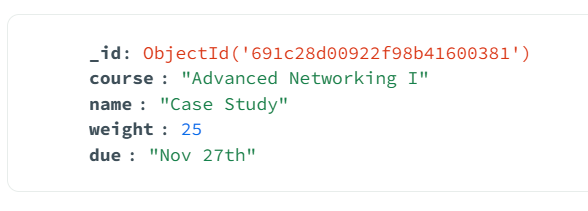 _id: ObjectId('691c28d00922f98b41600381')
course : "Advanced Networking I"
name : "Case Study"
weight : 25
due : "Nov 27th"